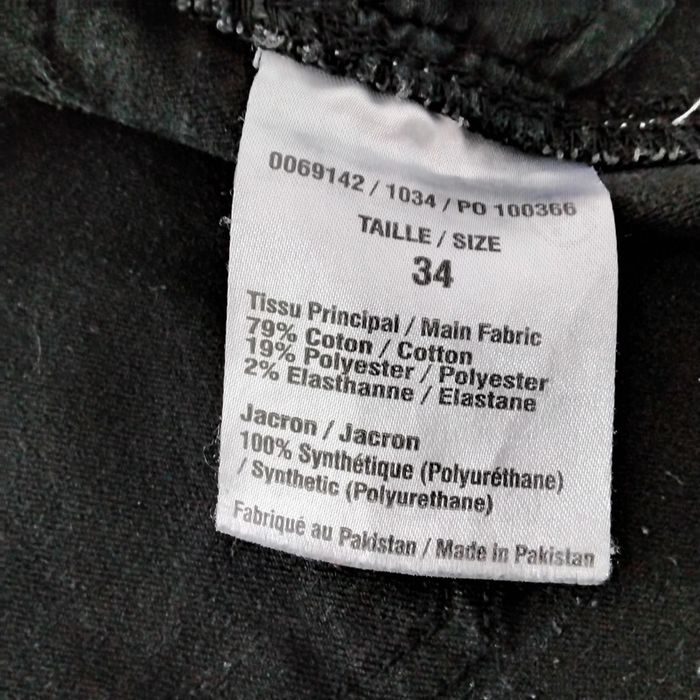 0069142 / 1034 / PO 100366
TAILLE / SIZE
34
Tissu Principal / Main Fabric
79% Coton / Cotton
19% Polyester / Polyester
2% Elasthanne / Elastane
Jacron / Jacron
100% Synthétique (Polyuréthane)
/ Synthetic (Polyurethane)
Fabriqué au Pakistan / Made in Pakistan